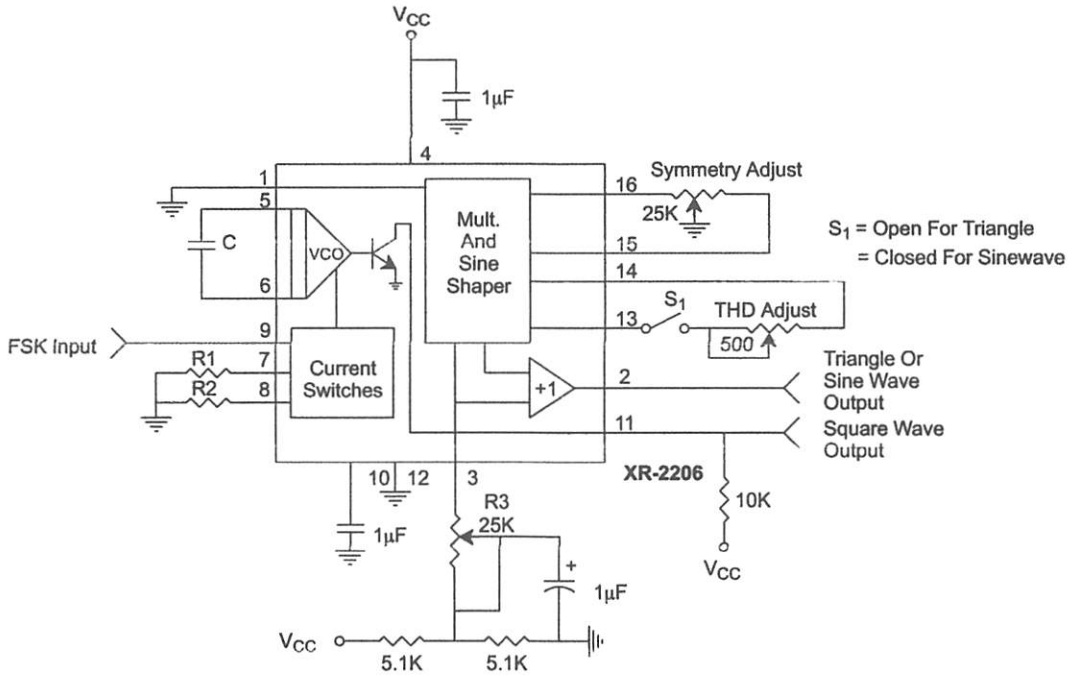 VCC
1μF
4
1
16
Symmetry Adjust
25K
5
Mult.
And
Sine
Shaper
15
S1 = Open For Triangle
= Closed For Sinewave
C
VCO
14
6
13
S1
THD Adjust
500
FSK Input
9
R1
7
R2
8
Current
Switches
+1
2
Triangle Or
Sine Wave
Output
11
Square Wave
Output
10
12
3
XR-2206
1μF
R3
25K
10K
VCC
+
1μF
VCC
5.1K
5.1K